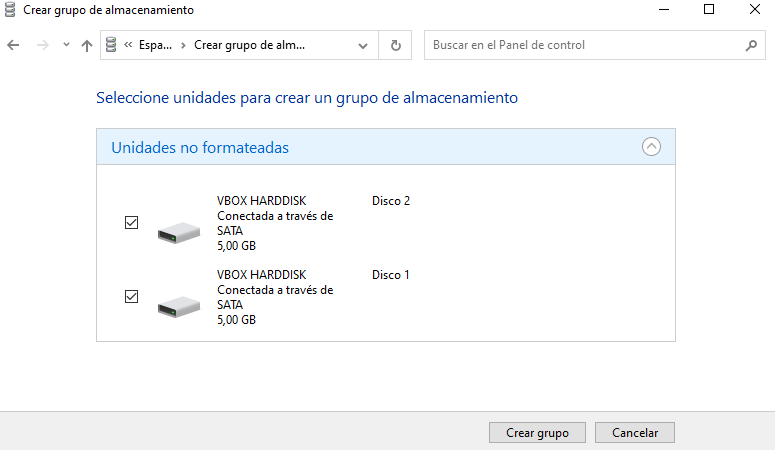 Crear grupo de almacenamiento
Espa... Crear grupo de alm...
Buscar en el Panel de control
Seleccione unidades para crear un grupo de almacenamiento
Unidades no formateadas
VBOX HARDDISK Disco 2
Conectada a través de
SATA
5,00 GB
VBOX HARDDISK Disco 1
Conectada a través de
SATA
5,00 GB
Crear grupo Cancelar